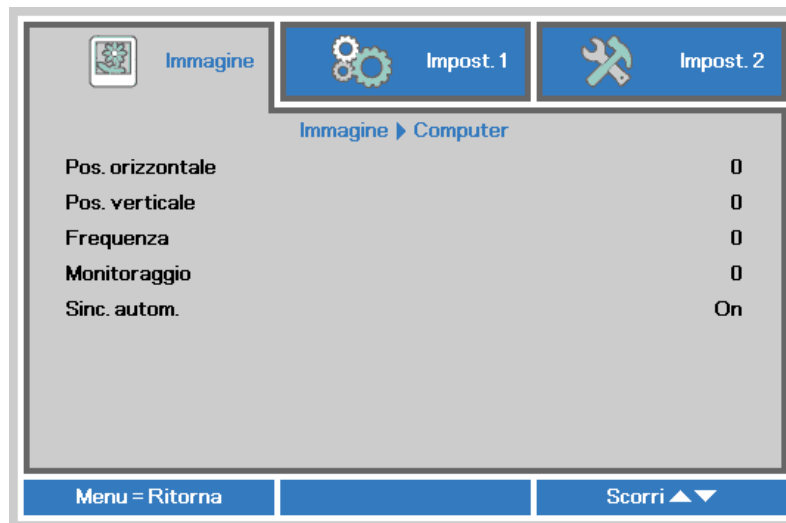 Immagine Impost. 1 Impost. 2
Immagine Computer
Pos. orizzontale 0
Pos. verticale 0
Frequenza 0
Monitoraggio 0
Sinc. autom. On
Menu = Ritorna Scorri